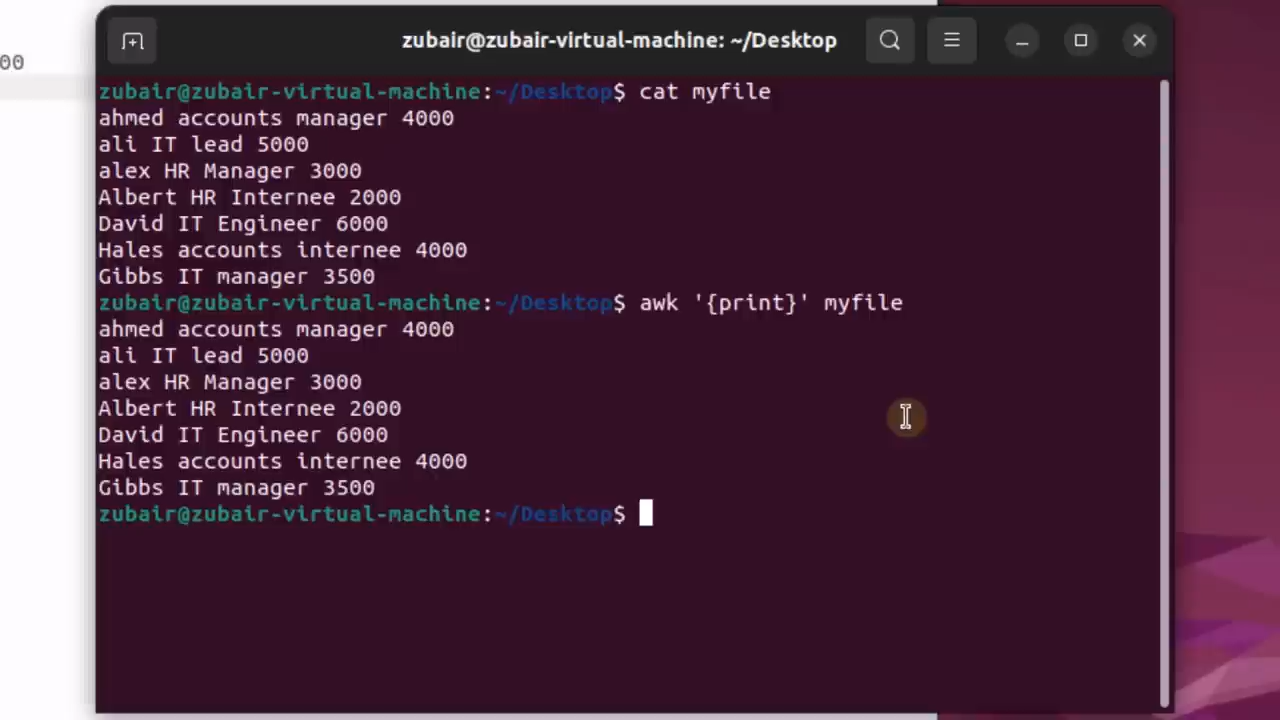 00
zubair@zubair-virtual-machine: ~/Desktop
zubair@zubair-virtual-machine:~/Desktop$ cat myfile
ahmed accounts manager 4000
ali IT lead 5000
alex HR Manager 3000
Albert HR Internee 2000
David IT Engineer 6000
Hales accounts internee 4000
Gibbs IT manager 3500
zubair@zubair-virtual-machine:~/Desktop$ awk '{print}' myfile
ahmed accounts manager 4000
ali IT lead 5000
alex HR Manager 3000
Albert HR Internee 2000
David IT Engineer 6000
Hales accounts internee 4000
Gibbs IT manager 3500
zubair@zubair-virtual-machine:~/Desktop$